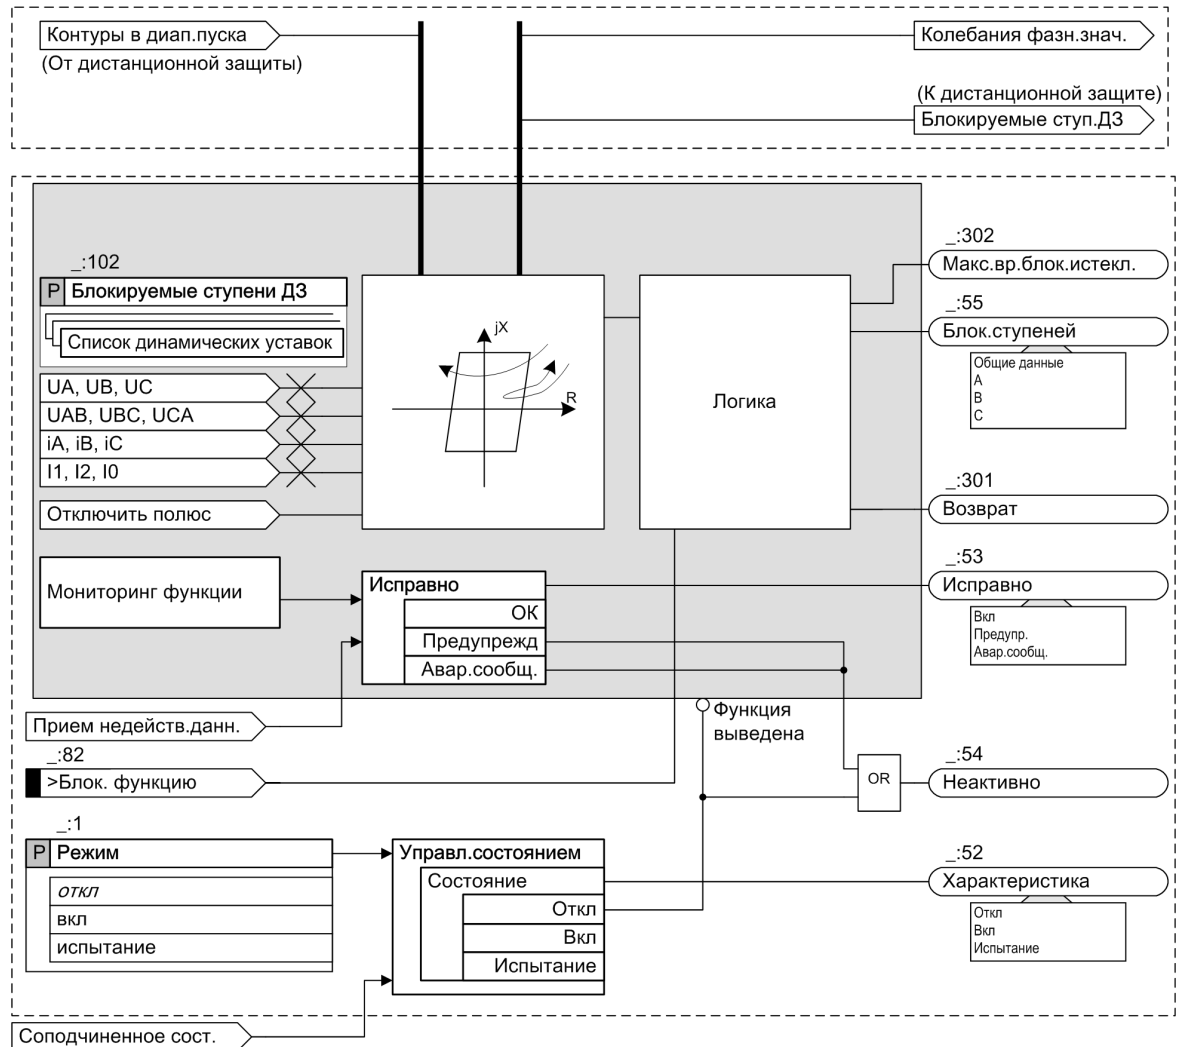 Контуры в диап.пуска
(От дистанционной защиты)
Колебания фазн.знач.
(К дистанционной защите)
Блокируемые ступ.ДЗ
_:102
P Блокируемые ступени ДЗ
Список динамических уставок
UA, UB, UC
UAB, UBC, UCA
iA, iB, iC
I1, I2, I0
Отключить полюс
jX
R
Логика
_:302
Макс.вр.блок.истекл.
_:55
Блок.ступеней
Общие данные
A
B
C
_:301
Возврат
Мониторинг функции
Исправно
ОК
Предупрежд
Авар.сообщ.
_:53
Исправно
Вкл
Предупр.
Авар.сообщ.
Прием недейств.данн.
Функция
выведена
_:82
>Блок. функцию
OR
_:54
Неактивно
_:1
P Режим
откл
вкл
испытание
Управл.состоянием
Состояние
Откл
Вкл
Испытание
_:52
Характеристика
Откл
Вкл
Испытание
Соподчиненное сост.